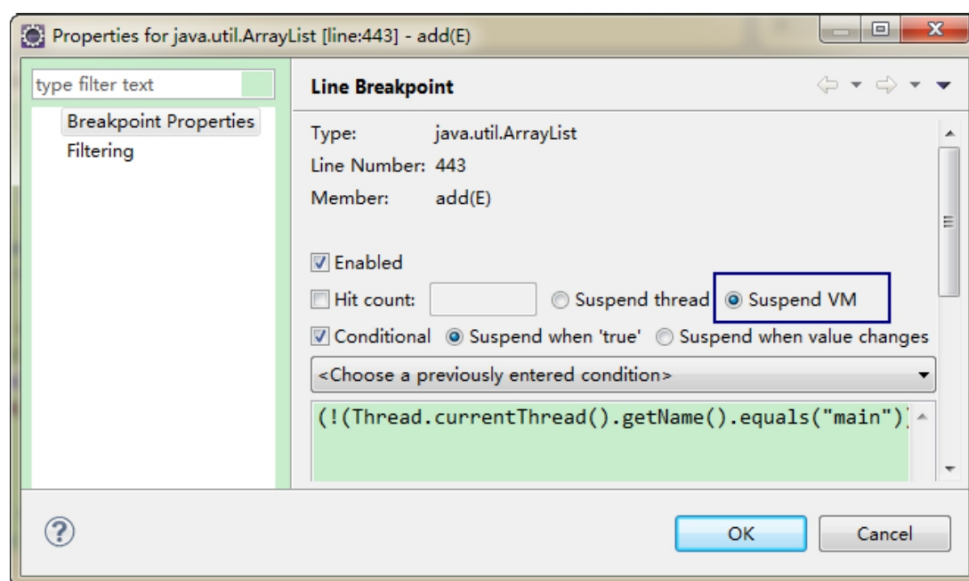 Properties for java.util.ArrayList [line:443] - add(E)
type filter text
Breakpoint Properties
Filtering
Line Breakpoint
Type: java.util.ArrayList
Line Number: 443
Member: add(E)
Enabled
Hit count: Suspend thread Suspend VM
Conditional Suspend when 'true' Suspend when value changes
<Choose a previously entered condition>
(!(Thread.currentThread().getName().equals("main"))
OK Cancel